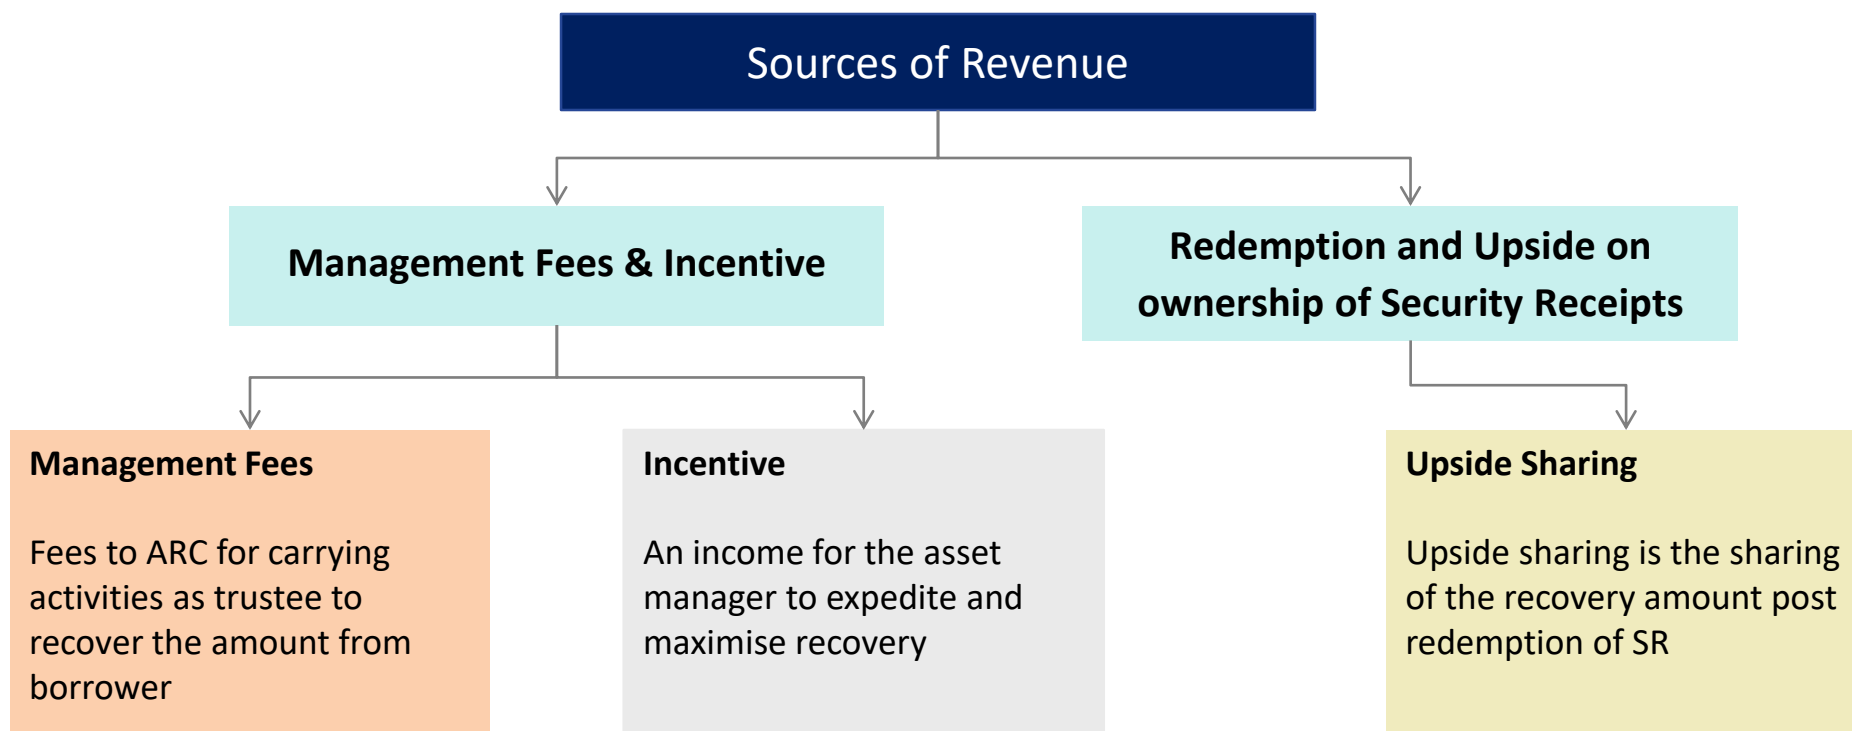 Sources of Revenue
Management Fees & Incentive
Redemption and Upside on
ownership of Security Receipts
Management Fees
Fees to ARC for carrying
activities as trustee to
recover the amount from
borrower
Incentive
An income for the asset
manager to expedite and
maximise recovery
Upside Sharing
Upside sharing is the sharing
of the recovery amount post
redemption of SR